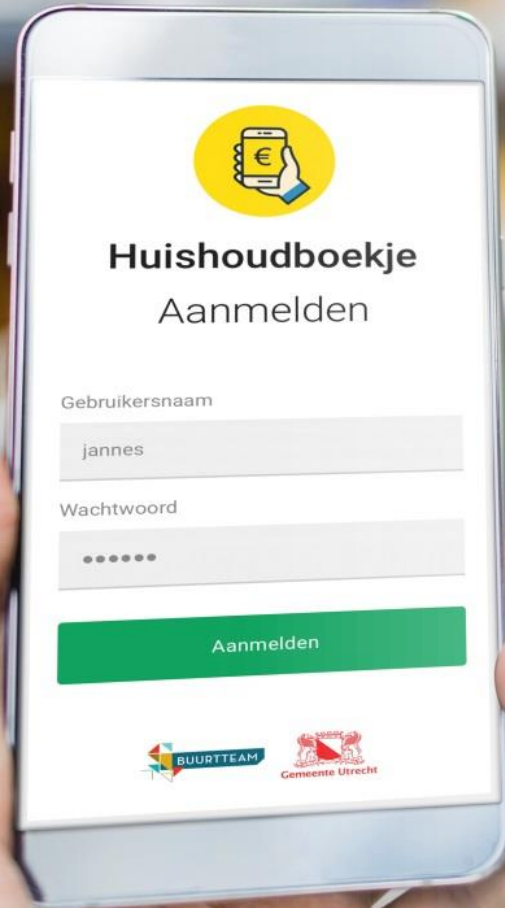 €
Huishoudboekje
Aanmelden
Gebruikersnaam
jannes
Wachtwoord
••••••
Aanmelden
BUURTTEAM
Gemeente Utrecht